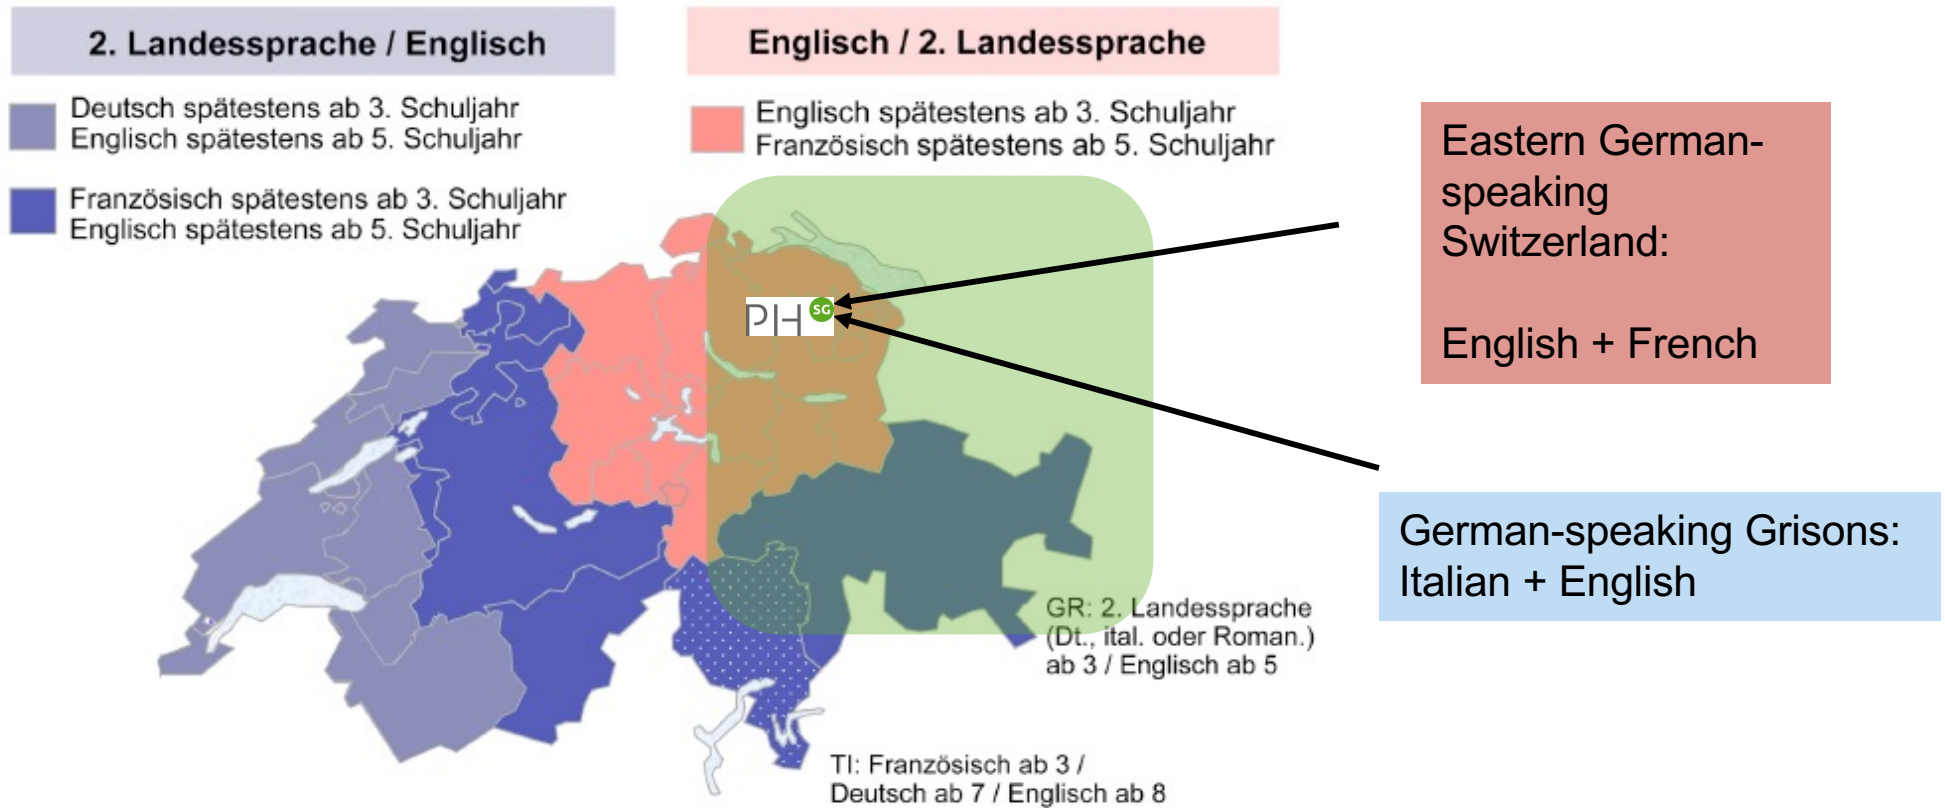 2. Landessprache / Englisch
Deutsch spätestens ab 3. Schuljahr
Englisch spätestens ab 5. Schuljahr
Französisch spätestens ab 3. Schuljahr
Englisch spätestens ab 5. Schuljahr
Englisch / 2. Landessprache
Englisch spätestens ab 3. Schuljahr
Französisch spätestens ab 5. Schuljahr
PH SG
Eastern German-
speaking
Switzerland:
English + French
German-speaking Grisons:
Italian + English
GR: 2. Landessprache
(Dt., ital. oder Roman.)
ab 3 / Englisch ab 5
TI: Französisch ab 3 /
Deutsch ab 7 / Englisch ab 8